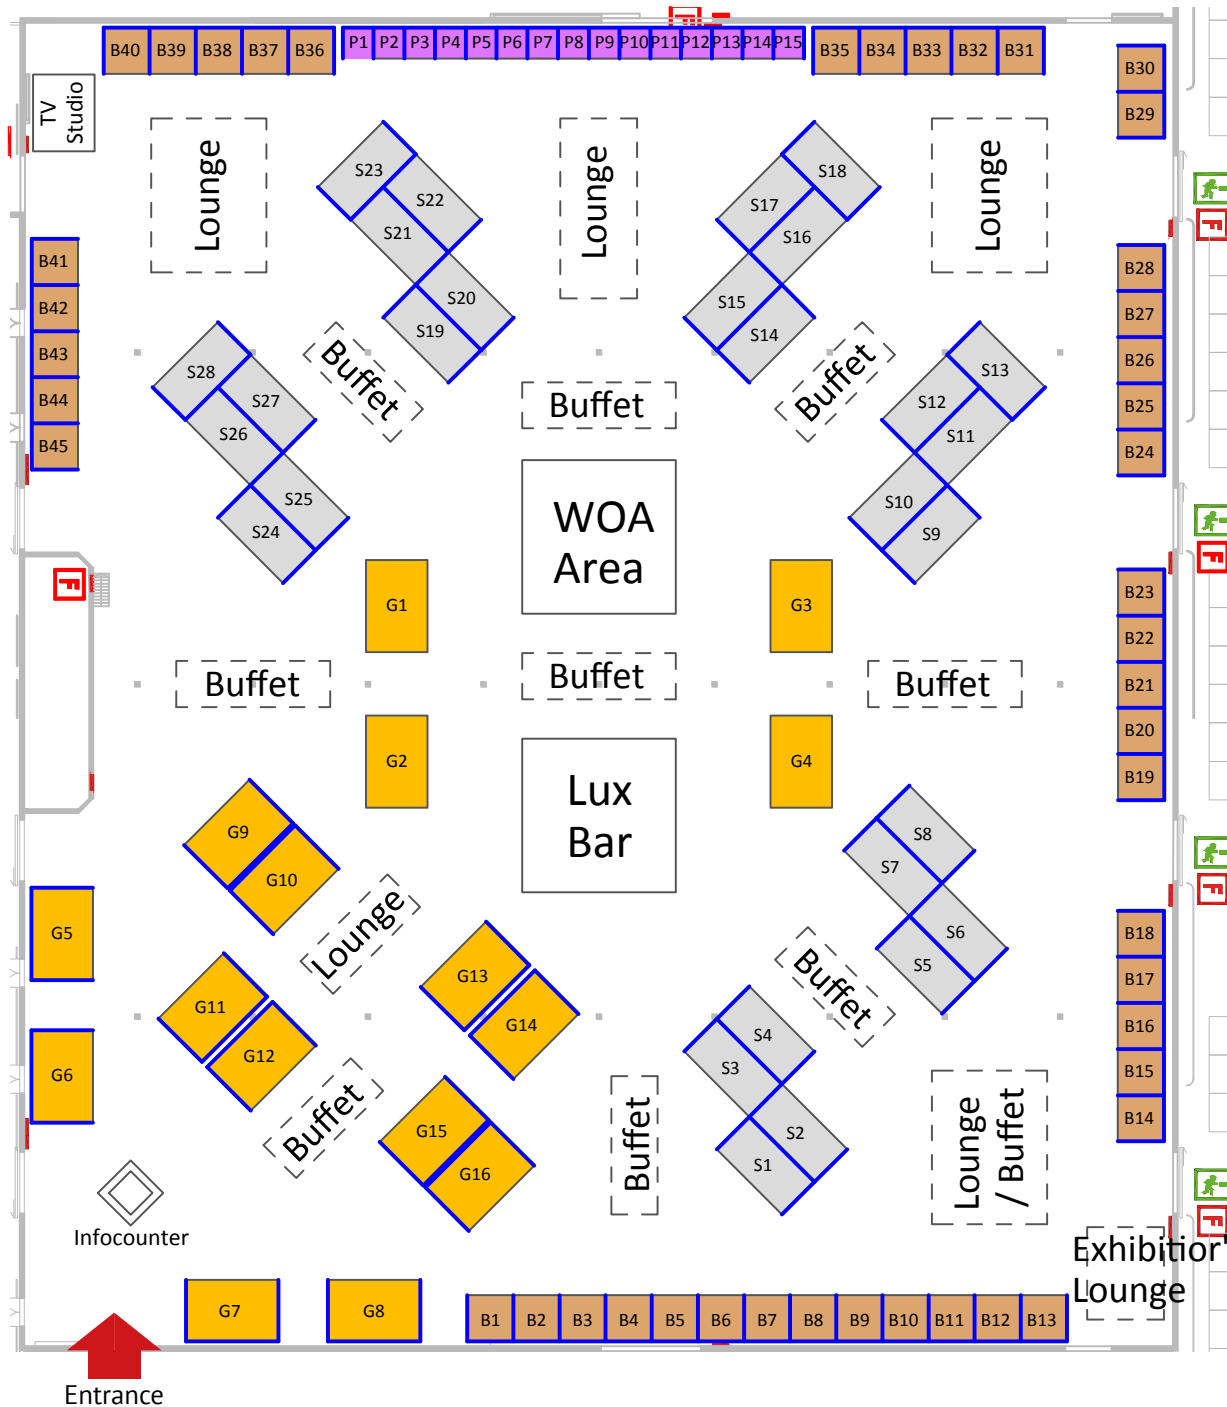 B40 B39 B38 B37 B36 P1 P2 P3 P4 P5 P6 P7 P8 P9 P10 P11 P12 P13 P14 P15 B35 B34 B33 B32 B31
B30
B29
TV
Studio
Lounge
Lounge
Lounge
S23
S22
S21
S20
S19
S18
S17
S16
S15
S14
B41
B42
B43
B44
B45
S28
S27
S26
S25
S24
Buffet
Buffet
Buffet
S13
S12
S11
S10
S9
B28
B27
B26
B25
B24
F
F
F
WOA
Area
G1
G3
B23
B22
B21
B20
B19
Buffet
Buffet
Buffet
G2
G4
Lux
Bar
G9
G10
S8
S7
S6
S5
F
G5
Lounge
G13
G14
G11
G12
G6
Buffet
S4
S3
S2
S1
B18
B17
B16
B15
B14
Buffet
G15
G16
Buffet
Lounge
/ Buffet
F
Infocounter
Exhibitior'
Lounge
G7
G8
B1 B2 B3 B4 B5 B6 B7 B8 B9 B10 B11 B12 B13
Entrance